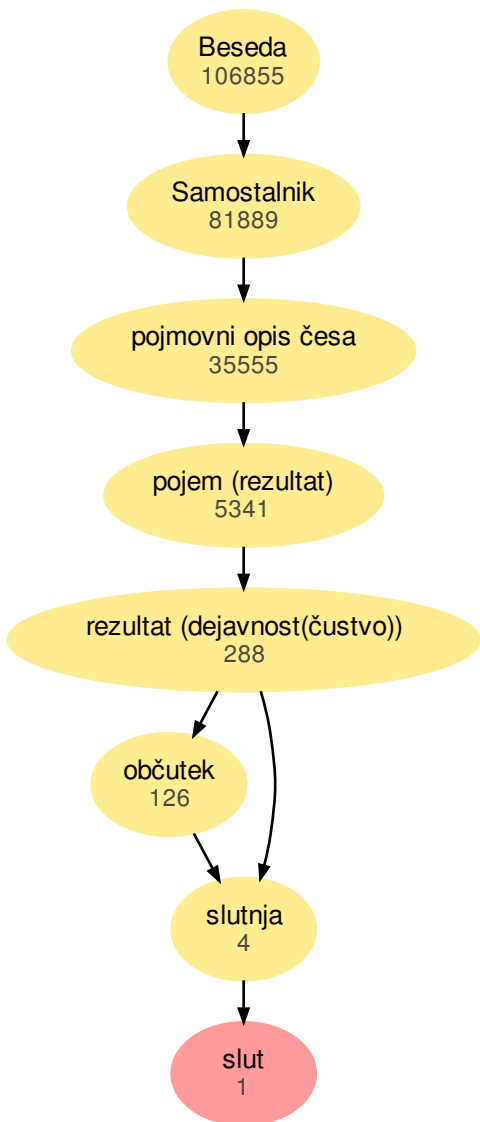 Beseda
106855
Samostalnik
81889
pojmovni opis česa
35555
pojem (rezultat)
5341
rezultat (dejavnost(čustvo))
288
občutek
126
slutnja
4
slut
1